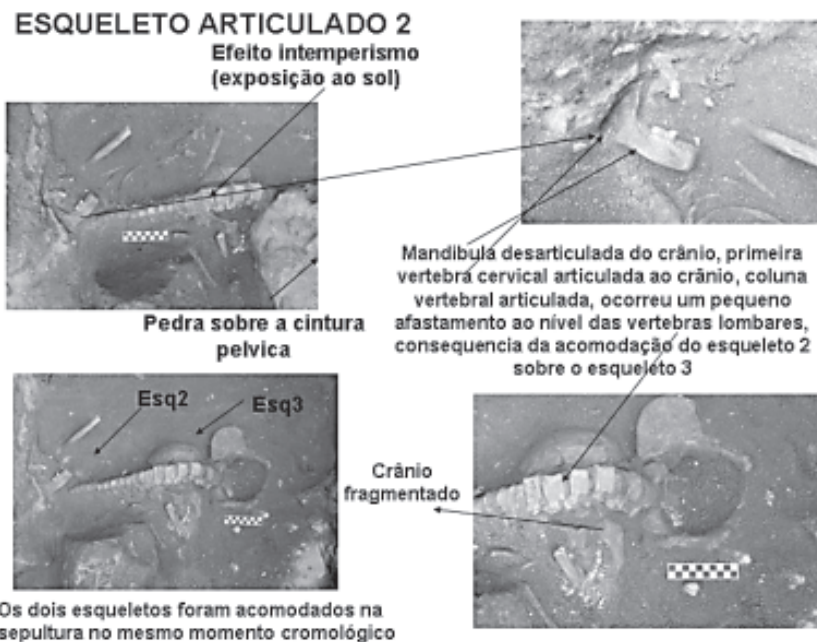 ESQUELETO ARTICULADO 2
Efeito intemperismo
(exposição ao sol)
Mandibula desarticulada do crânio, primeira
vertebra cervical articulada ao crânio, coluna
vertebral articulada, ocorreu um pequeno
afastamento ao nível das vertebras lombares,
consequencia da acomodação do esqueleto 2
sobre o esqueleto 3
Pedra sobre a cintura
pelvica
Esq2
Esq3
Crânio
fragmentado
Os dois esqueletos foram acomodados na
sepultura no mesmo momento cromológico